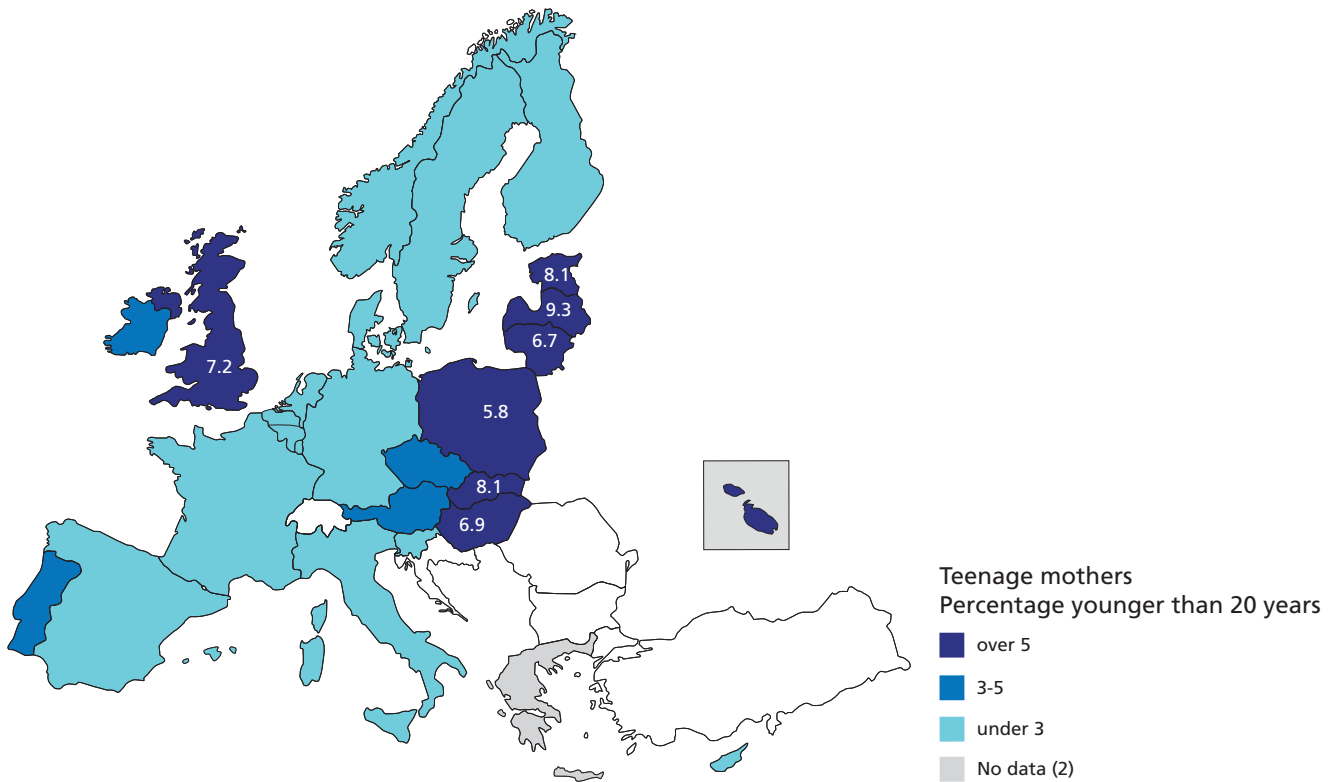 8.1
9.3
6.7
7.2
5.8
8.1
6.9
Teenage mothers
Percentage younger than 20 years
over 5
3-5
under 3
No data (2)